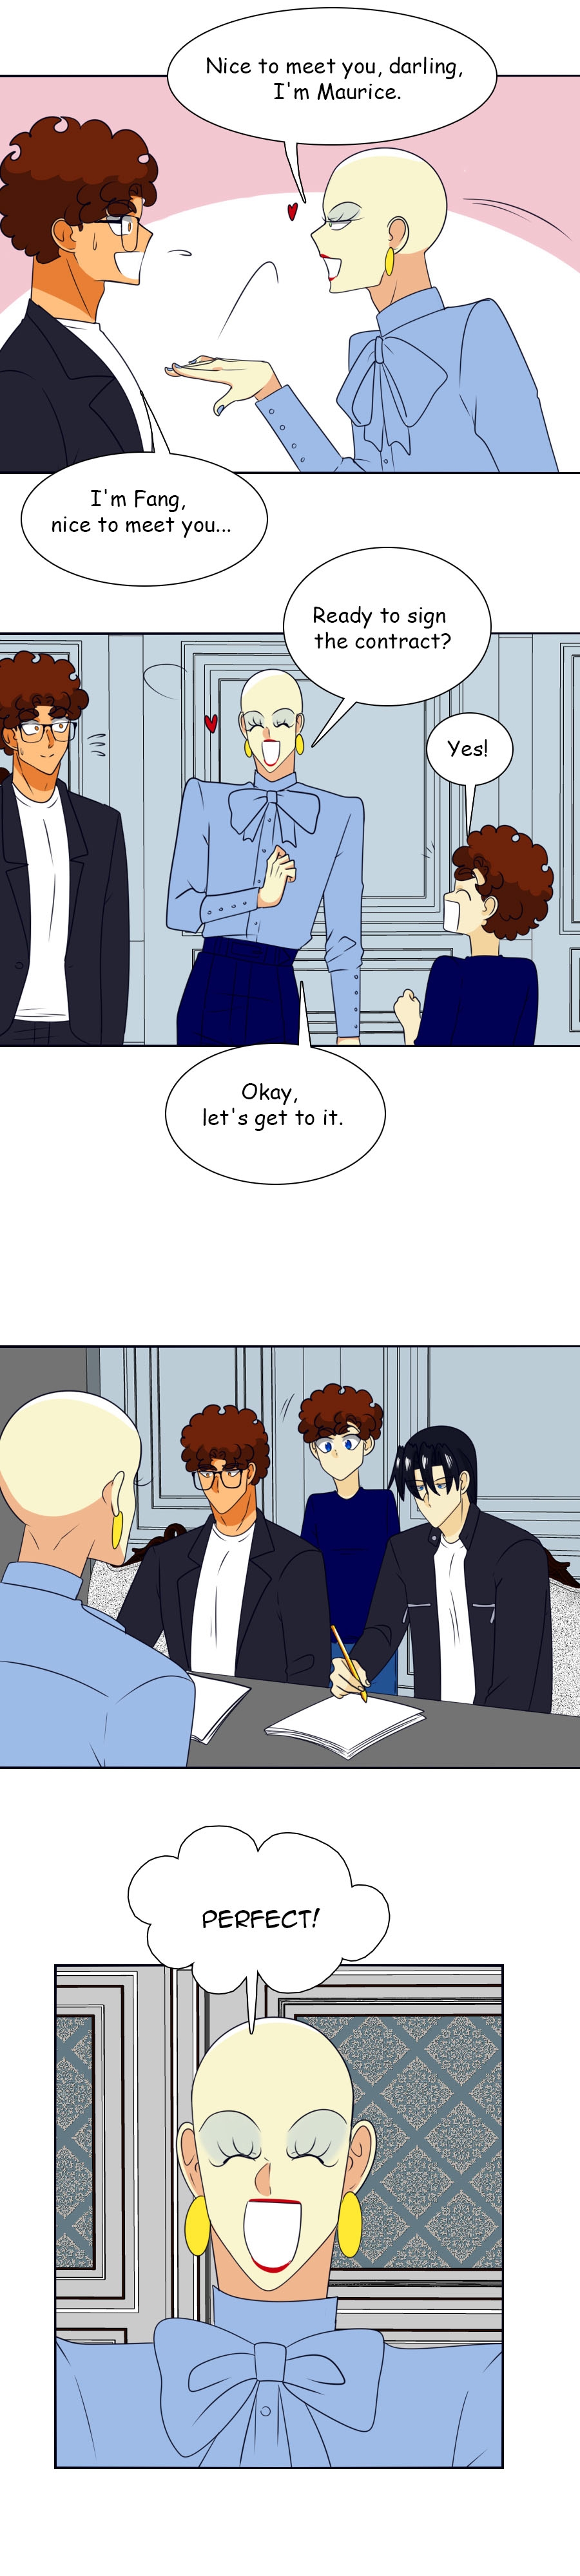 Nice to meet you, darling,
I'm Maurice.
I'm Fang,
nice to meet you...
Ready to sign
the contract?
Yes!
Okay,
let's get to it.
PERFECT!